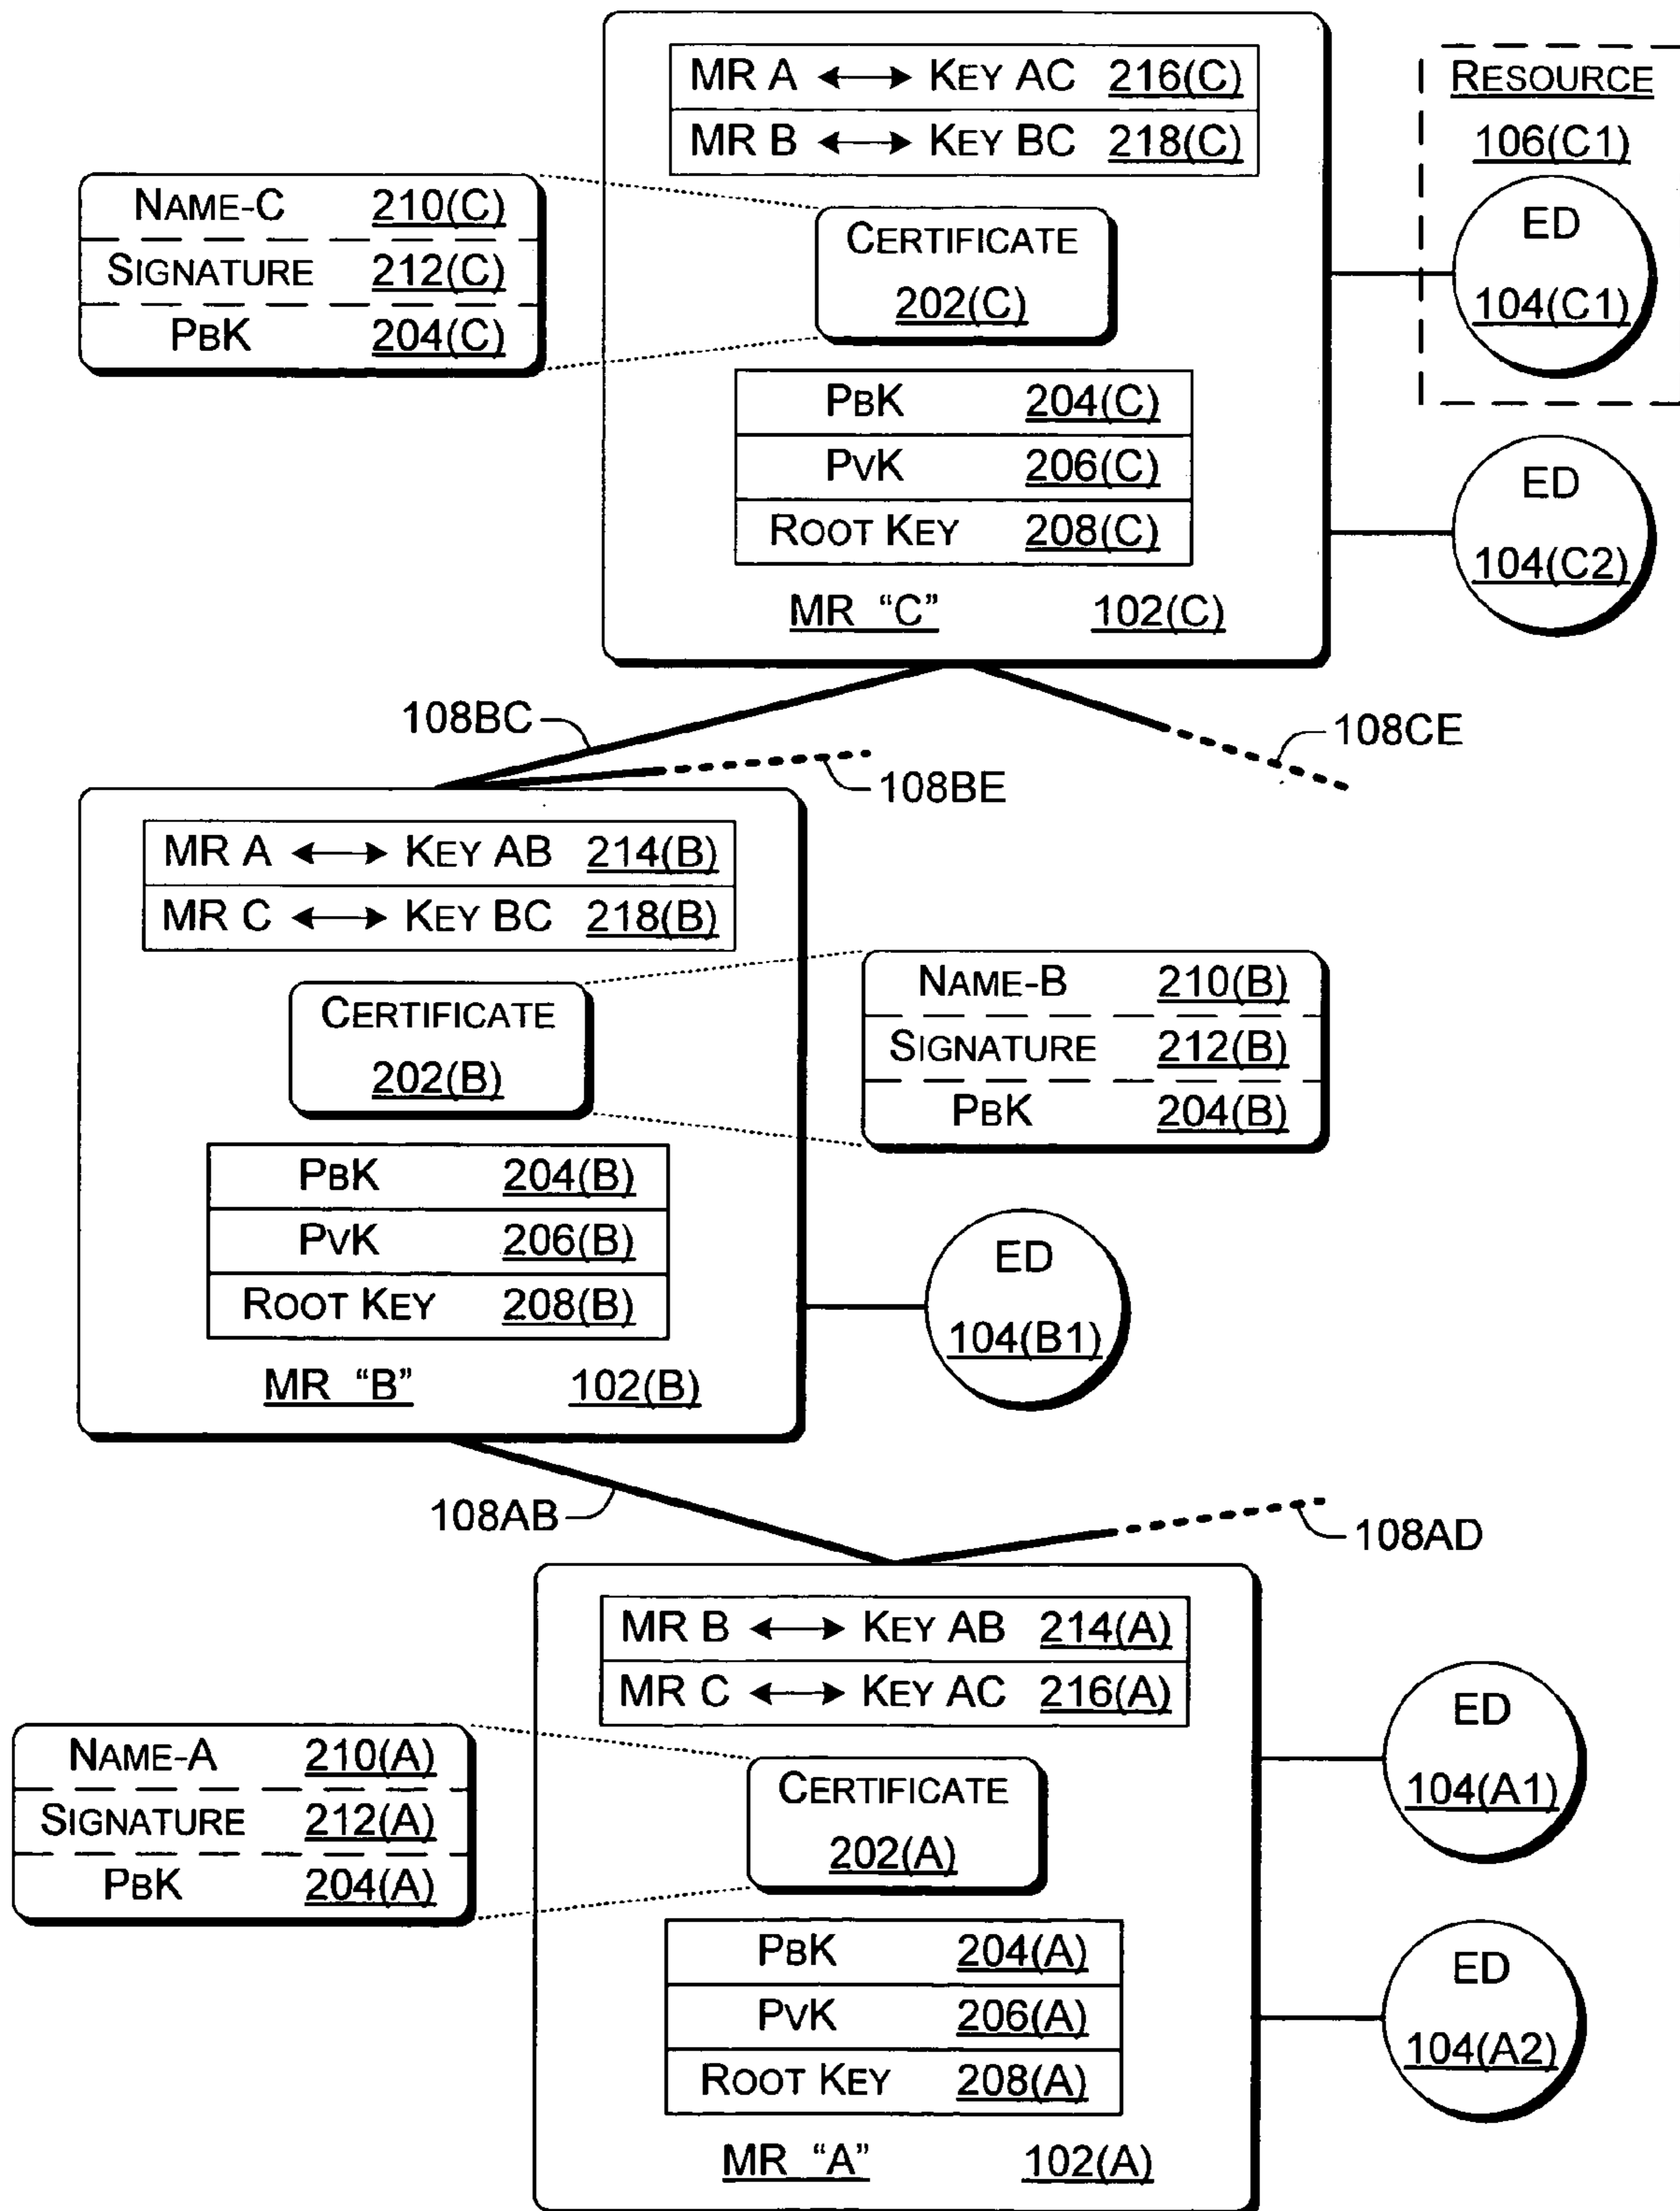 MR A ↔ KEY AC 216(C)
MR B ↔ KEY BC 218(C)
RESOURCE
106(C1)
NAME-C 210(C)
SIGNATURE 212(C)
PBK 204(C)
CERTIFICATE
202(C)
ED
104(C1)
PBK 204(C)
PVK 206(C)
ROOT KEY 208(C)
MR “C” 102(C)
ED
104(C2)
108BC
108CE
108BE
MR A ↔ KEY AB 214(B)
MR C ↔ KEY BC 218(B)
CERTIFICATE
202(B)
NAME-B 210(B)
SIGNATURE 212(B)
PBK 204(B)
PBK 204(B)
PVK 206(B)
ROOT KEY 208(B)
MR “B” 102(B)
ED
104(B1)
108AB
108AD
MR B ↔ KEY AB 214(A)
MR C ↔ KEY AC 216(A)
NAME-A 210(A)
SIGNATURE 212(A)
PBK 204(A)
CERTIFICATE
202(A)
ED
104(A1)
PBK 204(A)
PVK 206(A)
ROOT KEY 208(A)
MR “A” 102(A)
ED
104(A2)